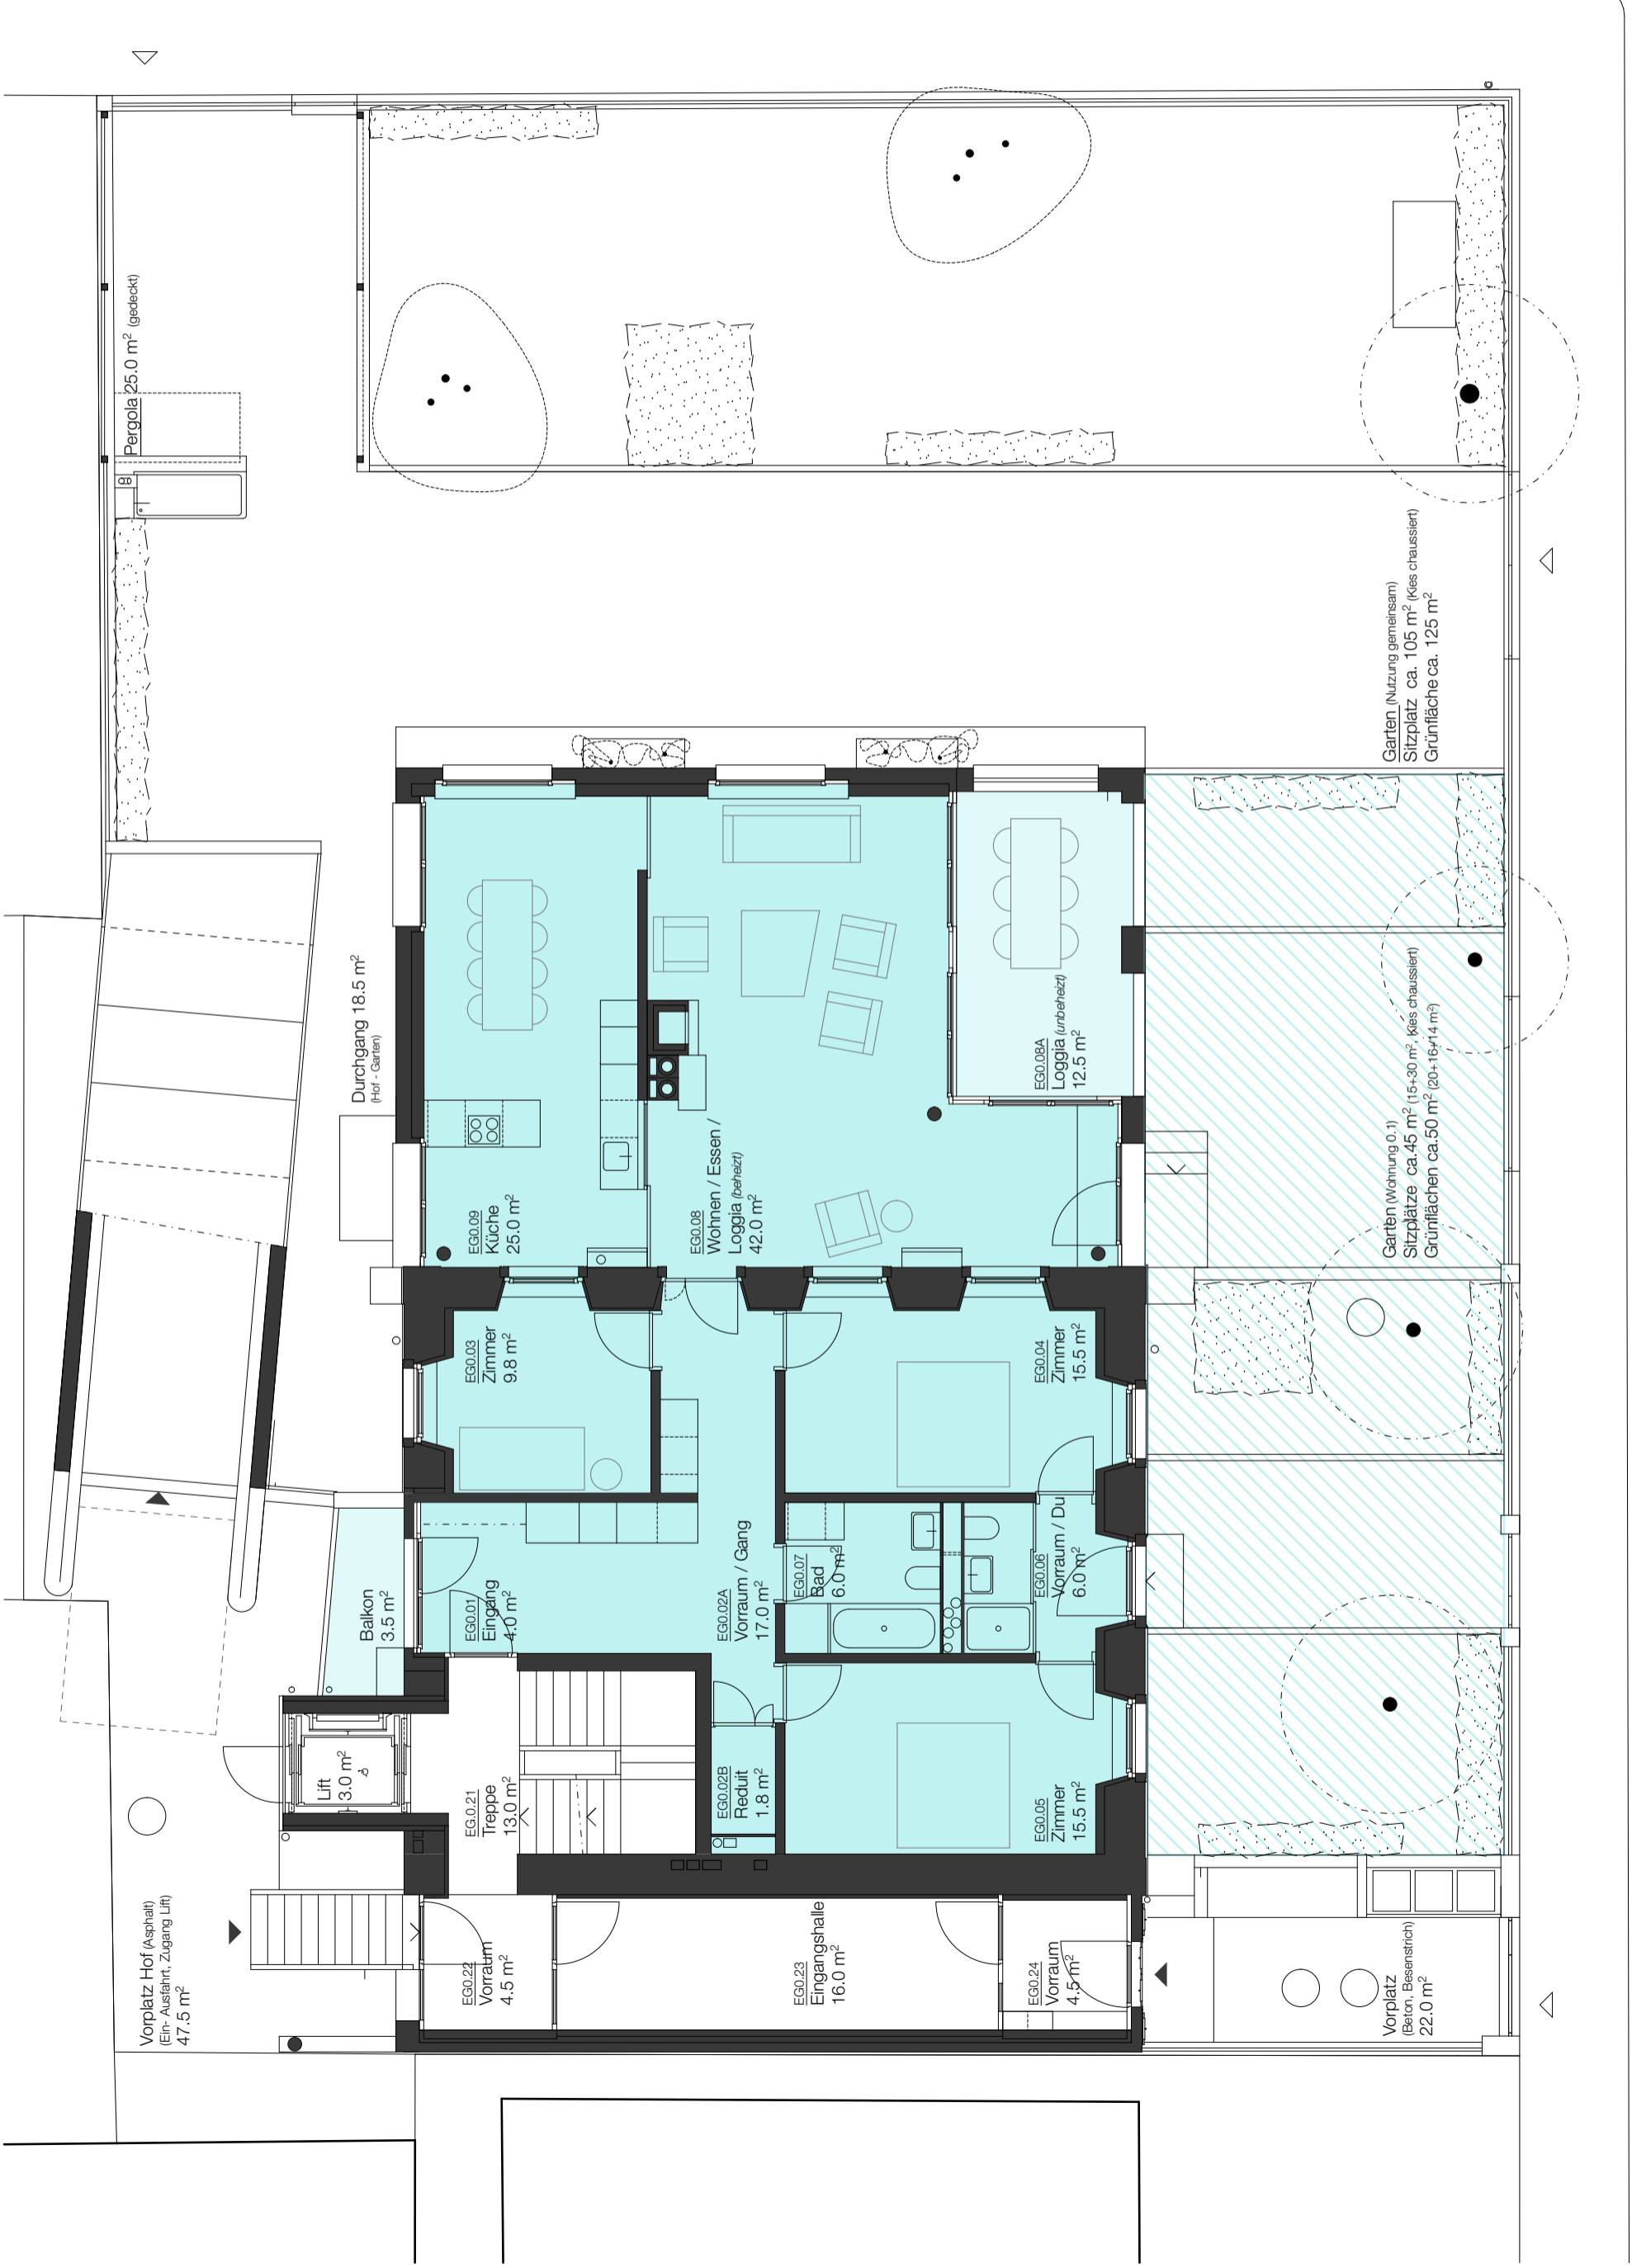 Pergola 25.0 m² (gedeckt)
Durchgang 18.5 m²
(Hof - Garten)
Garten (Nutzung gemeinsam)
Sitzplatz ca. 105 m² (Kies chaussiert)
Grünfläche ca. 125 m²
EG0.09
Küche
25.0 m²
EG0.08
Wohnen / Essen /
Loggia (beheizt)
42.0 m²
EG0.08A
Loggia (unbeheizt)
12.5 m²
Garten (Wohnung 0.1)
Sitzplätze ca.45 m² (15+30 m², Kies chaussiert)
Grünflächen ca.50 m² (20+16+14 m²)
EG0.03
Zimmer
9.8 m²
EG0.04
Zimmer
15.5 m²
Balkon
3.5 m²
EG0.01
Eingang
4.0 m²
EG0.02A
Vorraum / Gang
17.0 m²
EG0.07
Bad
6.0 m²
EG0.06
Vorraum / Du
6.0 m²
Lift
3.0 m²
EG.0.21
Treppe
13.0 m²
EG0.02B
Reduit
1.8 m²
EG0.05
Zimmer
15.5 m²
Vorplatz Hof (Asphalt)
(Ein- Ausfahrt, Zugang Lift)
47.5 m²
EG0.22
Vorraum
4.5 m²
EG0.23
Eingangshalle
16.0 m²
EG0.24
Vorraum
4.5 m²
Vorplatz
(Beton, Besenstrich)
22.0 m²